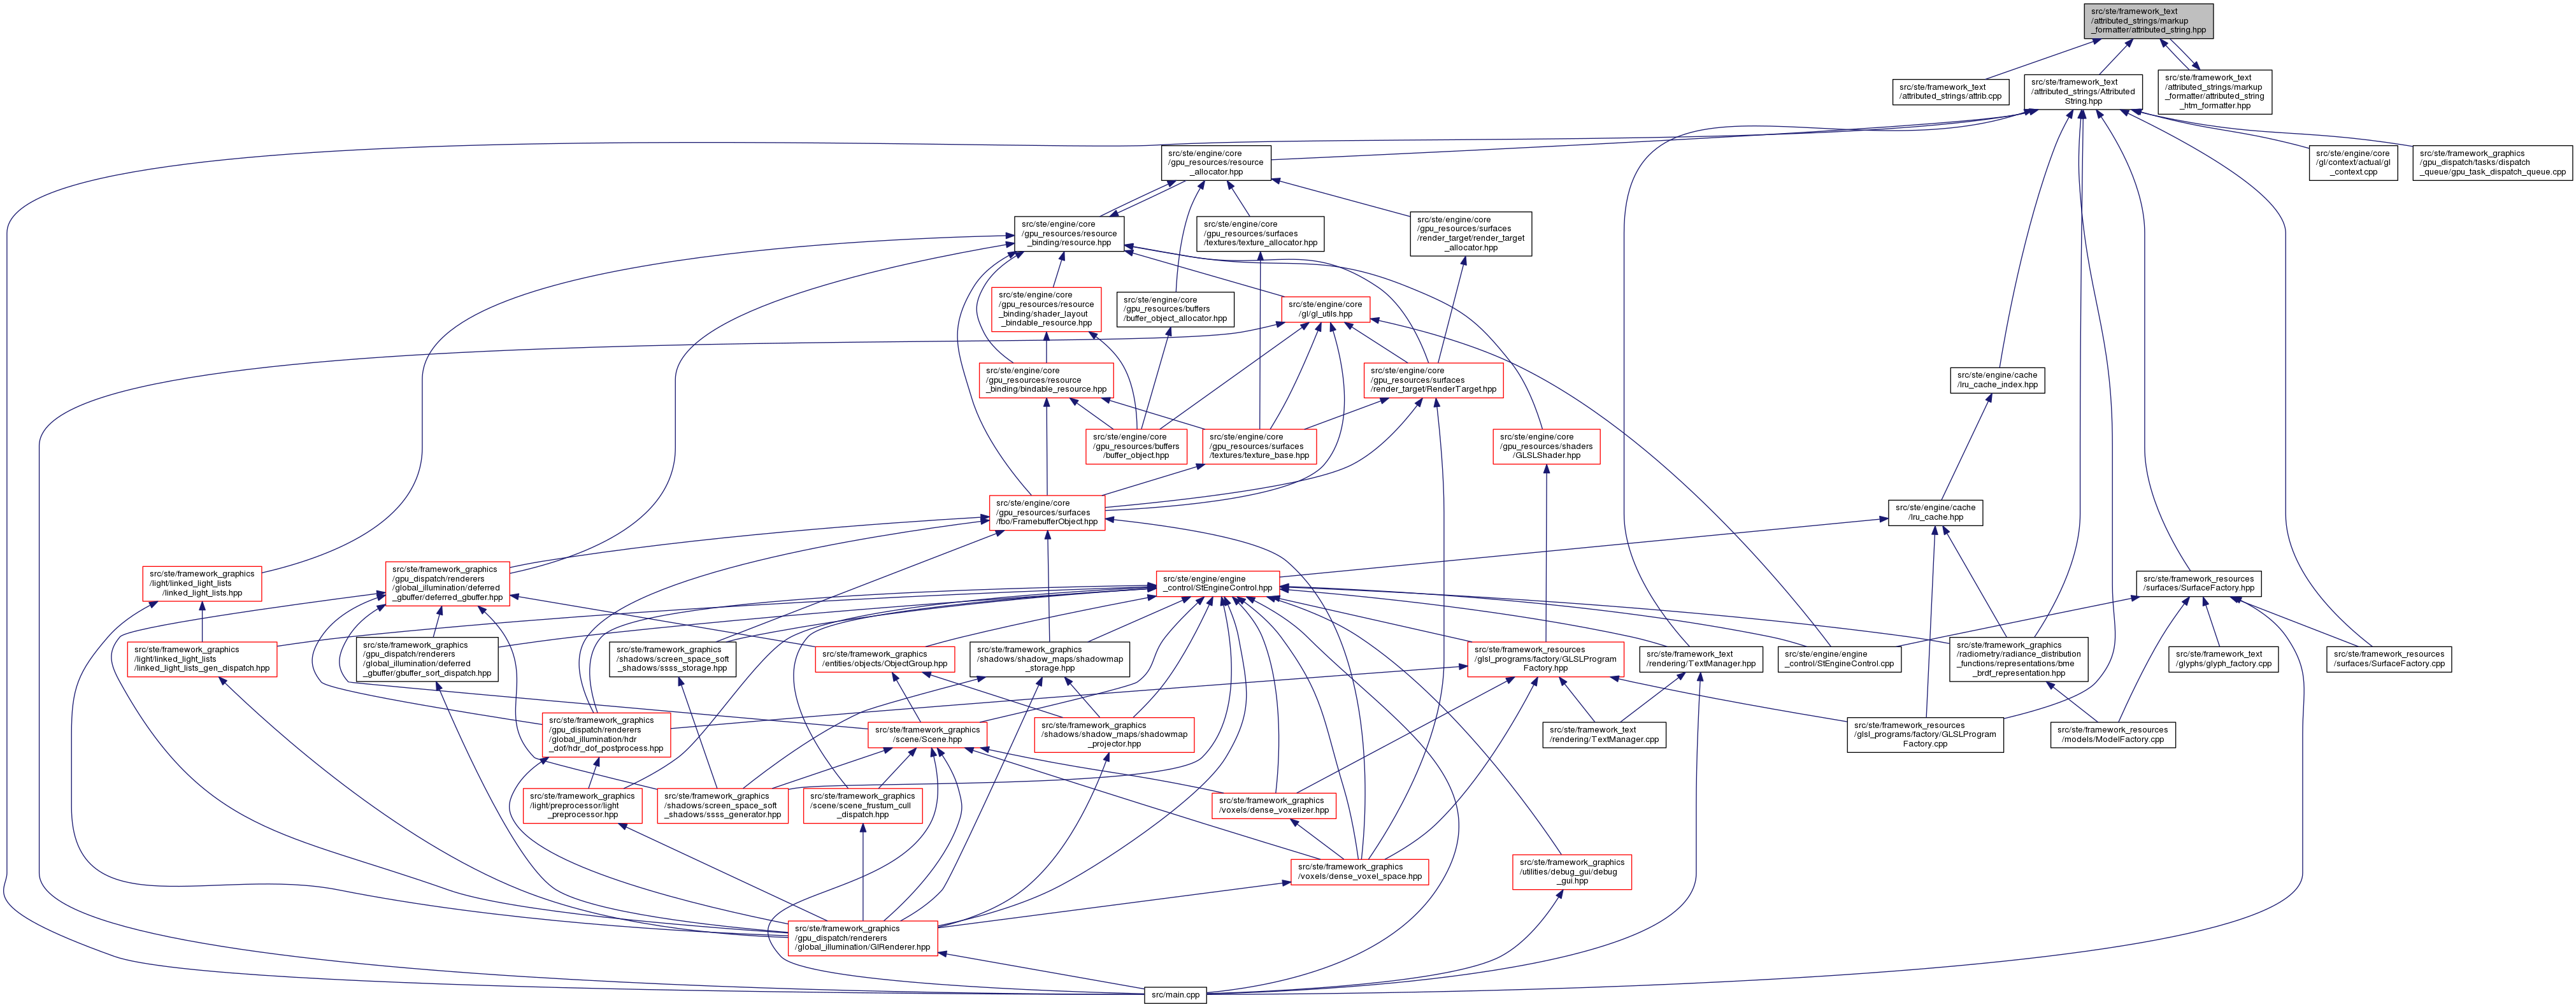 src/ste/framework_text
/attributed_strings/markup
_formatter/attributed_string.hpp
src/ste/framework_text
/attributed_strings/attrib.cpp
src/ste/framework_text
/attributed_strings/Attributed
String.hpp
src/ste/framework_text
/attributed_strings/markup
_formatter/attributed_string
_htm_formatter.hpp
src/ste/engine/core
/gpu_resources/resource
_allocator.hpp
src/ste/engine/core
/gl/context/actual/gl
_context.cpp
src/ste/framework_graphics
/gpu_dispatch/tasks/dispatch
_queue/gpu_task_dispatch_queue.cpp
src/ste/engine/core
/gpu_resources/resource
_binding/resource.hpp
src/ste/engine/core
/gpu_resources/surfaces
/textures/texture_allocator.hpp
src/ste/engine/core
/gpu_resources/surfaces
/render_target/render_target
_allocator.hpp
src/ste/engine/core
/gpu_resources/resource
_binding/shader_layout
_bindable_resource.hpp
src/ste/engine/core
/gpu_resources/buffers
/buffer_object_allocator.hpp
src/ste/engine/core
/gl/gl_utils.hpp
src/ste/engine/core
/gpu_resources/resource
_binding/bindable_resource.hpp
src/ste/engine/core
/gpu_resources/surfaces
/render_target/RenderTarget.hpp
src/ste/engine/cache
/lru_cache_index.hpp
src/ste/engine/core
/gpu_resources/buffers
/buffer_object.hpp
src/ste/engine/core
/gpu_resources/surfaces
/textures/texture_base.hpp
src/ste/engine/core
/gpu_resources/shaders
/GLSLShader.hpp
src/ste/engine/core
/gpu_resources/surfaces
/fbo/FramebufferObject.hpp
src/ste/engine/cache
/lru_cache.hpp
src/ste/framework_graphics
/light/linked_light_lists
/linked_light_lists.hpp
src/ste/framework_graphics
/gpu_dispatch/renderers
/global_illumination/deferred
_gbuffer/deferred_gbuffer.hpp
src/ste/engine/engine
_control/StEngineControl.hpp
src/ste/framework_resources
/surfaces/SurfaceFactory.hpp
src/ste/framework_graphics
/light/linked_light_lists
/linked_light_lists_gen_dispatch.hpp
src/ste/framework_graphics
/gpu_dispatch/renderers
/global_illumination/deferred
_gbuffer/gbuffer_sort_dispatch.hpp
src/ste/framework_graphics
/shadows/screen_space_soft
_shadows/ssss_storage.hpp
src/ste/framework_graphics
/entities/objects/ObjectGroup.hpp
src/ste/framework_graphics
/shadows/shadow_maps/shadowmap
_storage.hpp
src/ste/framework_resources
/glsl_programs/factory/GLSLProgram
Factory.hpp
src/ste/framework_text
/rendering/TextManager.hpp
src/ste/engine/engine
_control/StEngineControl.cpp
src/ste/framework_graphics
/radiometry/radiance_distribution
_functions/representations/bme
_brdf_representation.hpp
src/ste/framework_text
/glyphs/glyph_factory.cpp
src/ste/framework_resources
/surfaces/SurfaceFactory.cpp
src/ste/framework_graphics
/gpu_dispatch/renderers
/global_illumination/hdr
_dof/hdr_dof_postprocess.hpp
src/ste/framework_graphics
/scene/Scene.hpp
src/ste/framework_graphics
/shadows/shadow_maps/shadowmap
_projector.hpp
src/ste/framework_text
/rendering/TextManager.cpp
src/ste/framework_resources
/glsl_programs/factory/GLSLProgram
Factory.cpp
src/ste/framework_resources
/models/ModelFactory.cpp
src/ste/framework_graphics
/light/preprocessor/light
_preprocessor.hpp
src/ste/framework_graphics
/shadows/screen_space_soft
_shadows/ssss_generator.hpp
src/ste/framework_graphics
/scene/scene_frustum_cull
_dispatch.hpp
src/ste/framework_graphics
/voxels/dense_voxelizer.hpp
src/ste/framework_graphics
/voxels/dense_voxel_space.hpp
src/ste/framework_graphics
/utilities/debug_gui/debug
_gui.hpp
src/ste/framework_graphics
/gpu_dispatch/renderers
/global_illumination/GIRenderer.hpp
src/main.cpp